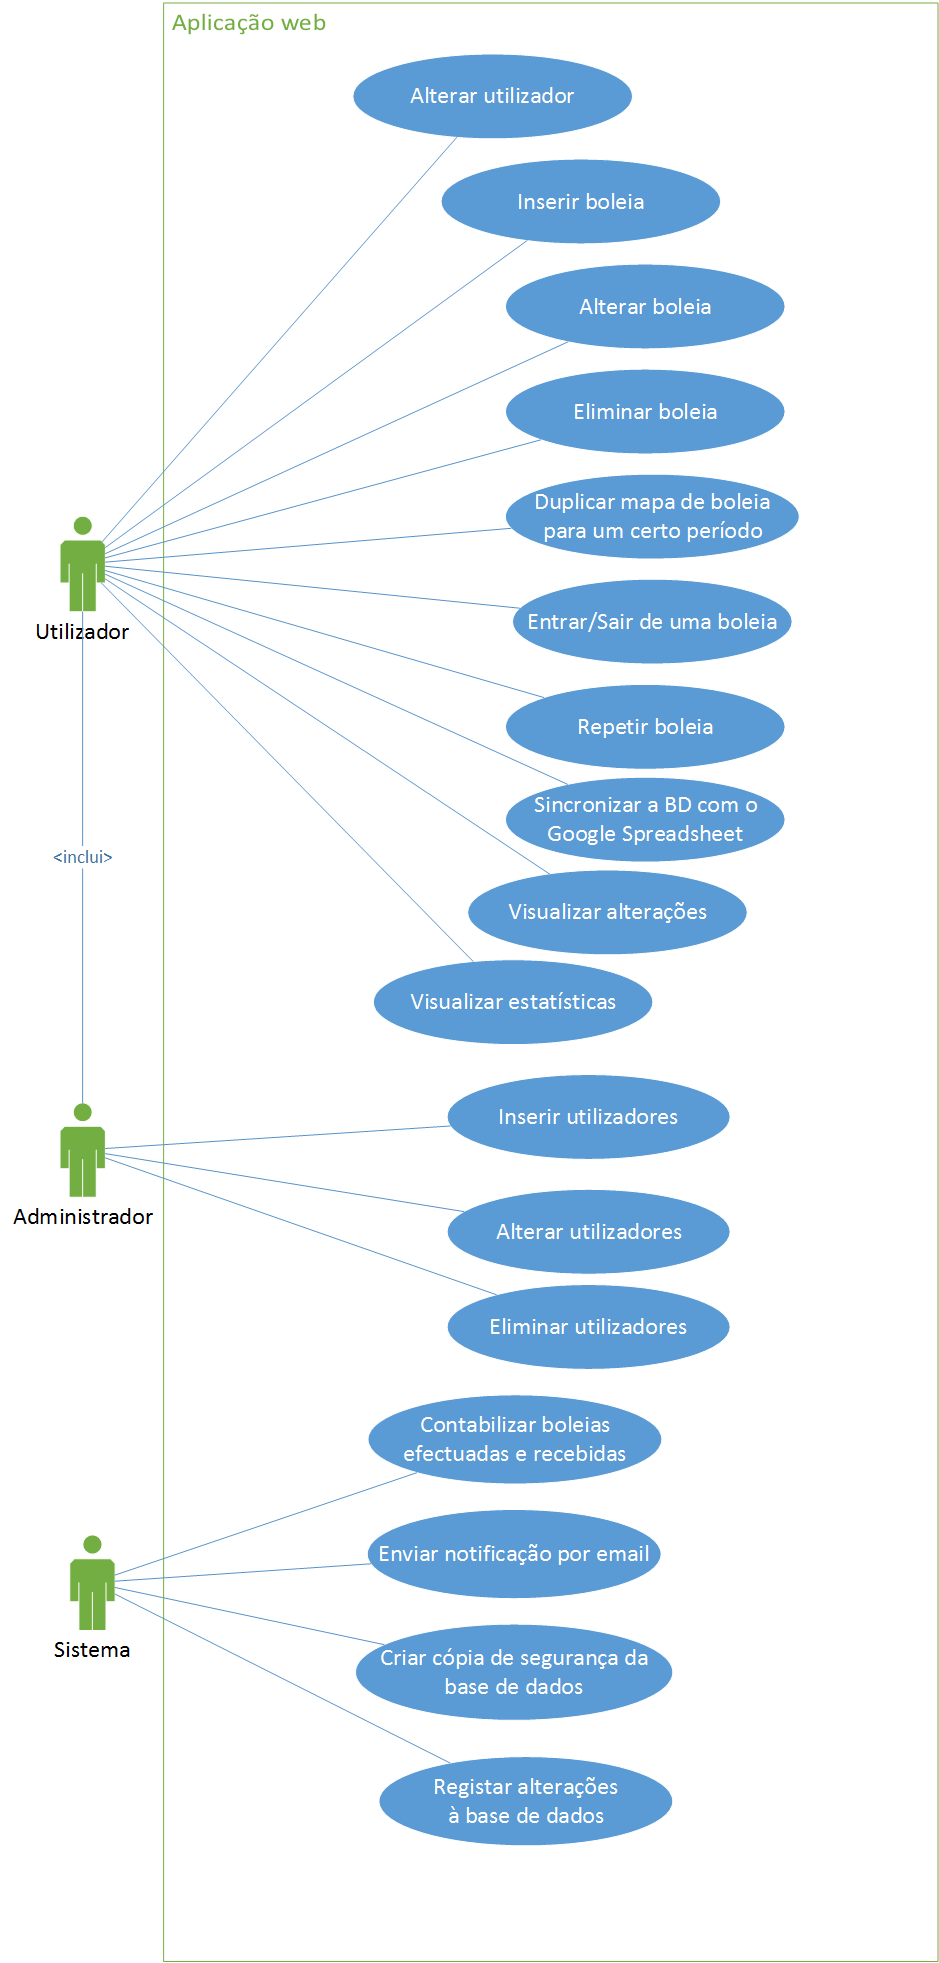 Aplicação web
Alterar utilizador
Inserir boleia
Alterar boleia
Eliminar boleia
Duplicar mapa de boleia
para um certo período
Utilizador
Entrar/Sair de uma boleia
Repetir boleia
Sincronizar a BD com o
Google Spreadsheet
<inclui>
Visualizar alterações
Visualizar estatísticas
Inserir utilizadores
Administrador
Alterar utilizadores
Eliminar utilizadores
Contabilizar boleias
efectuadas e recebidas
Enviar notificação por email
Sistema
Criar cópia de segurança da
base de dados
Registar alterações
à base de dados